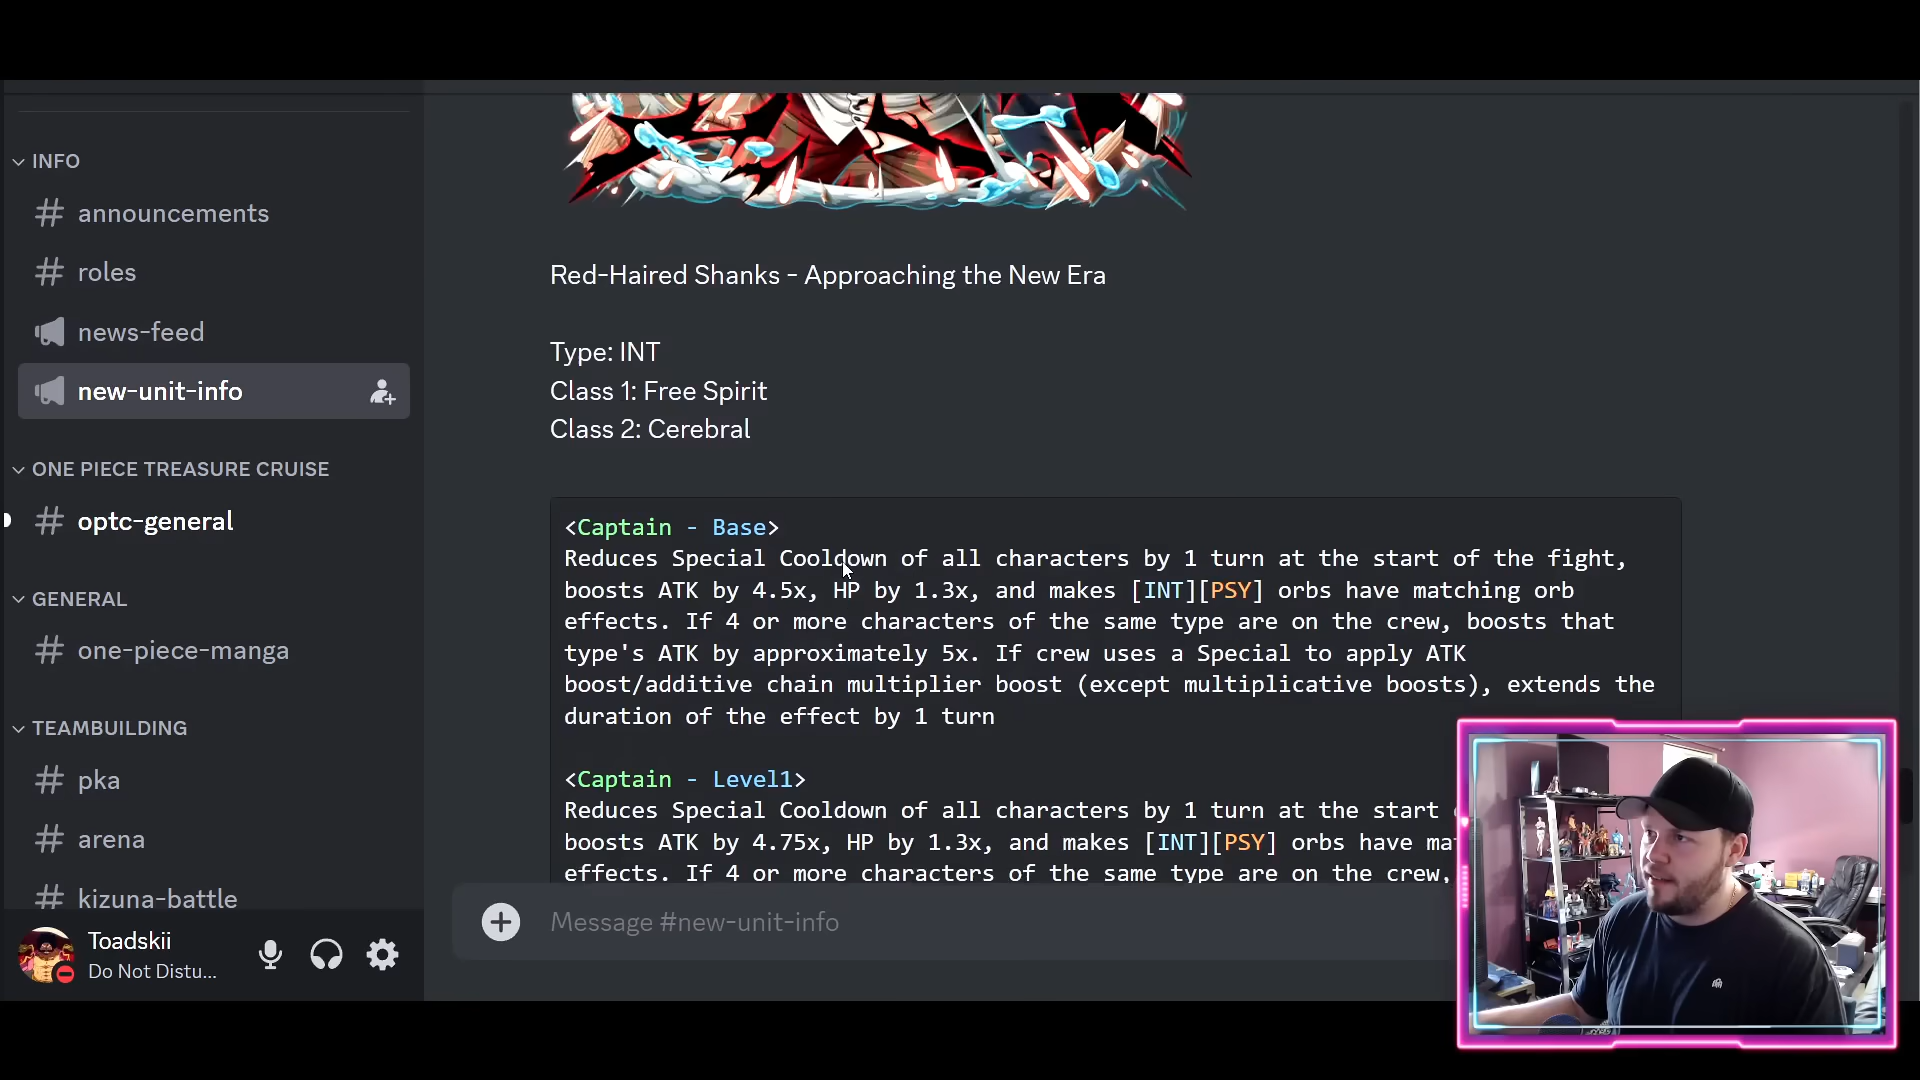 INFO
announcements
roles
news-feed
new-unit-info
ONE PIECE TREASURE CRUISE
optc-general
GENERAL
one-piece-manga
TEAMBUILDING
pka
arena
kizuna-battle
Toadskii
Do Not Distu...
Red-Haired Shanks - Approaching the New Era
Type: INT
Class 1: Free Spirit
Class 2: Cerebral
<Captain - Base>
Reduces Special Cooldown of all characters by 1 turn at the start of the fight,
boosts ATK by 4.5x, HP by 1.3x, and makes [INT][PSY] orbs have matching orb
effects. If 4 or more characters of the same type are on the crew, boosts that
type's ATK by approximately 5x. If crew uses a Special to apply ATK
boost/additive chain multiplier boost (except multiplicative boosts), extends the
duration of the effect by 1 turn
<Captain - Level1>
Reduces Special Cooldown of all characters by 1 turn at the start
boosts ATK by 4.75x, HP by 1.3x, and makes [INT][PSY] orbs have
effects. If 4 or more characters of the same type are on the crew,
Message #new-unit-info